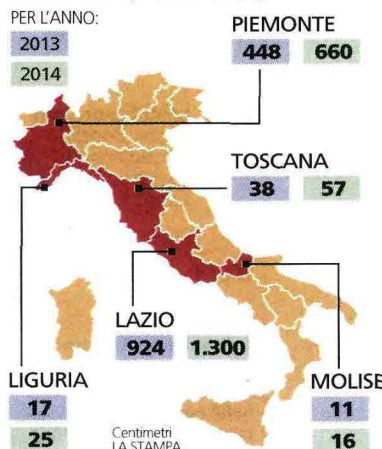 PER L'ANNO:
2013
2014
PIEMONTE
448 660
TOSCANA
38 57
LAZIO
924 1.300
LIGURIA
17
25
MOLISE
11
16
Centimetri
LA STAMPA